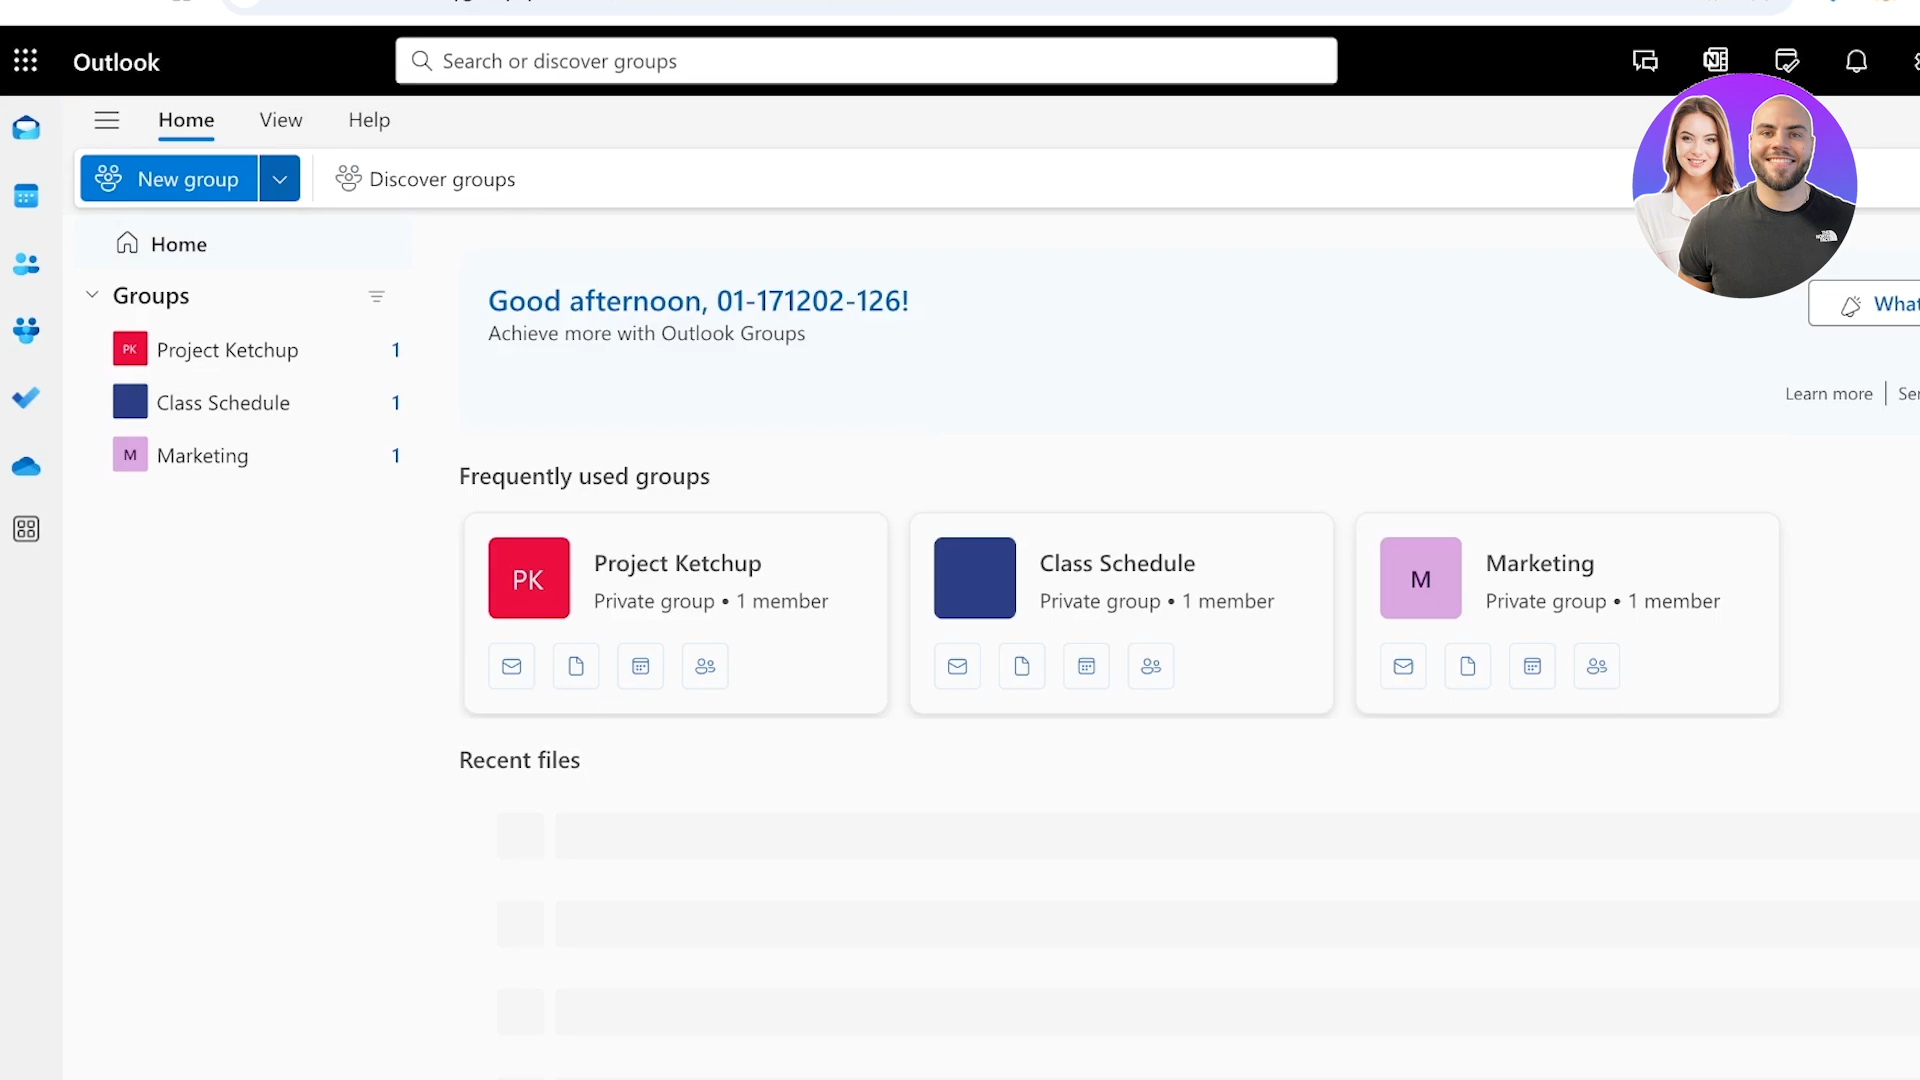 Outlook
Search or discover groups
Home
View
Help
New group
Discover groups
Home
Groups
PK
Project Ketchup
1
Class Schedule
1
M
Marketing
1
Good afternoon, 01-171202-126!
Achieve more with Outlook Groups
What
Learn more
Ser
Frequently used groups
PK
Project Ketchup
Private group • 1 member
Class Schedule
Private group • 1 member
M
Marketing
Private group • 1 member
Recent files